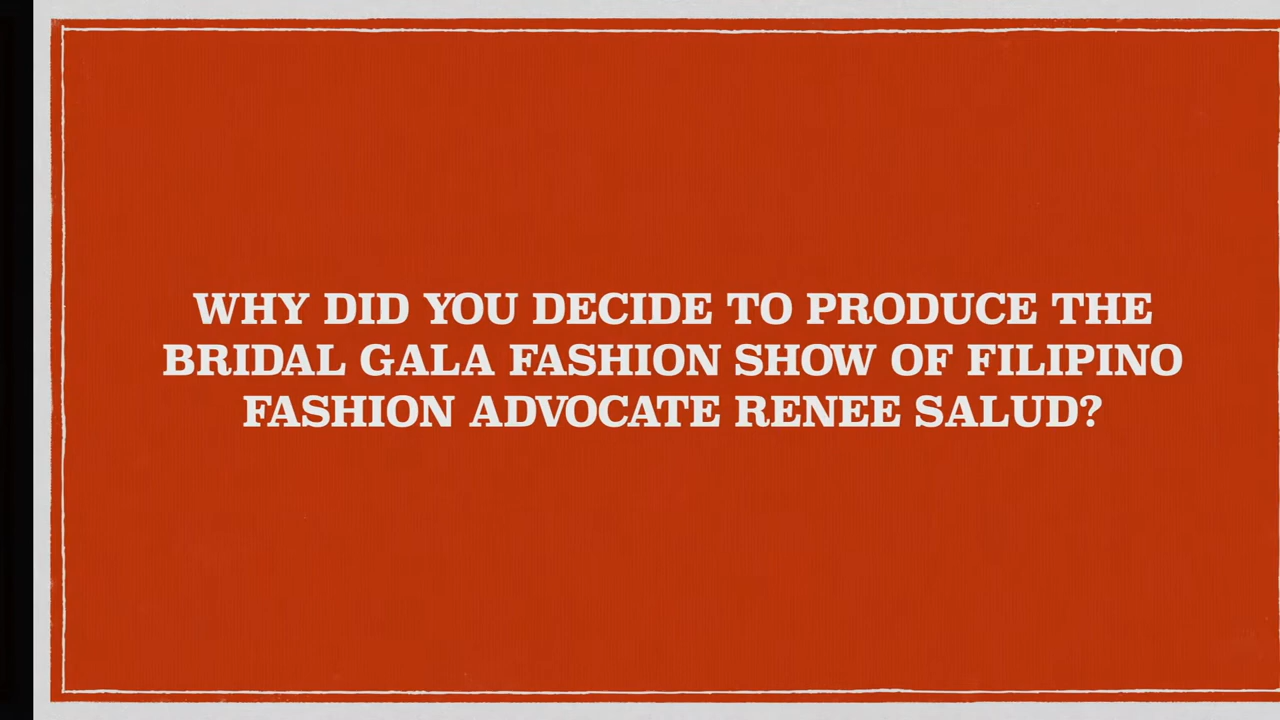 WHY DID YOU DECIDE TO PRODUCE THE
BRIDAL GALA FASHION SHOW OF FILIPINO
FASHION ADVOCATE RENEE SALUD?